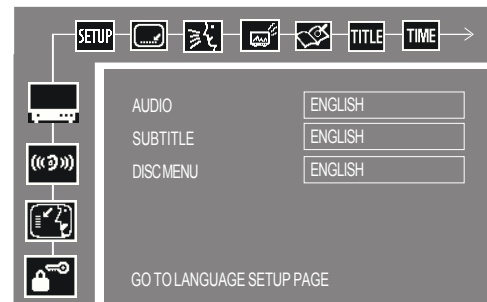 SETUP TITLE TIME
AUDIO ENGLISH
SUBTITLE ENGLISH
DISC MENU ENGLISH
GO TO LANGUAGE SETUP PAGE